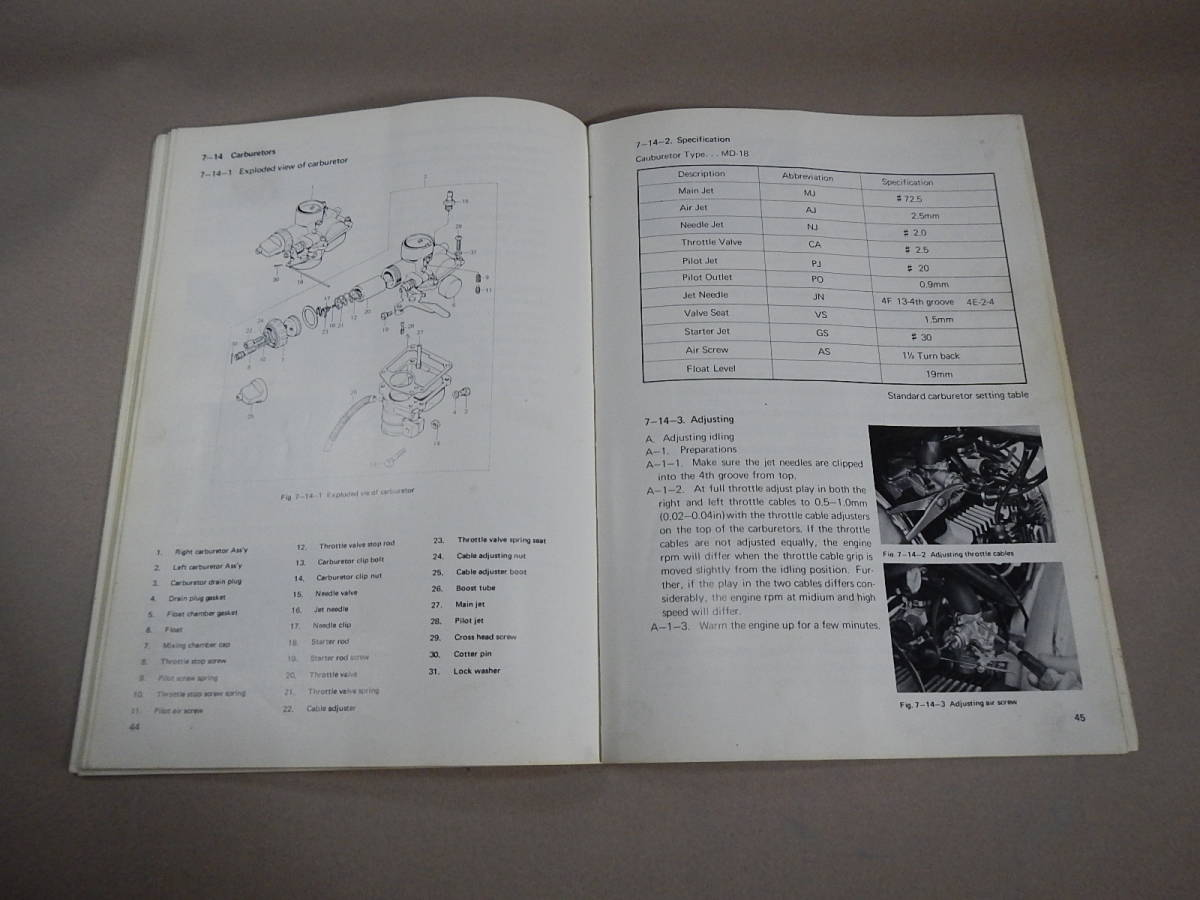 7-14 Carburetors
7-14-1 Exploded view of carburetor
Fig 7-14-1 Exploded vie of carburetor
1. Right carburetor Ass'y
2. Left carburetor Ass'y
3. Carburetor drain plug
4. Drain plug gasket
5. Float chamber gasket
6. Float
7. Mixing chamber cap
8. Throttle stop screw
9. Pilot screw spring
10. Throttle stop screw spring
11. Pilot air screw
12. Throttle valve stop rod
13. Carburetor clip bolt
14. Carburetor clip nut
15. Needle valve
16. Jet needle
17. Needle clip
18. Starter rod
19. Starter rod screw
20. Throttle valve
21. Throttle valve spring
22. Cable adjuster
23. Throttle valve spring seat
24. Cable adjusting nut
25. Cable adjuster boot
26. Boost tube
27. Main jet
28. Pilot jet
29. Cross head screw
30. Cotter pin
31. Lock washer
44
7-14-2. Specification
Cauburetor Type. . . MD-18
Description Abbreviation Specification
Main Jet MJ # 72.5
Air Jet AJ 2.5mm
Needle Jet NJ # 2.0
Throttle Valve CA # 2.5
Pilot Jet PJ # 20
Pilot Outlet PO 0.9mm
Jet Needle JN 4F 13-4th groove 4E-2-4
Valve Seat VS 1.5mm
Starter Jet GS # 30
Air Screw AS 1½ Turn back
Float Level 19mm
Standard carburetor setting table
7-14-3. Adjusting
A. Adjusting idling
A-1. Preparations
A-1-1. Make sure the jet needles are clipped
into the 4th groove from top.
A-1-2. At full throttle adjust play in both the
right and left throttle cables to 0.5-1.0mm
(0.02-0.04in) with the throttle cable adjusters
on the top of the carburetors. If the throttle
cables are not adjusted equally, the engine
rpm will differ when the throttle cable grip is
moved slightly from the idling position. Fur-
ther, if the play in the two cables differs con-
siderably, the engine rpm at midium and high
speed will differ.
A-1-3. Warm the engine up for a few minutes.
Fig. 7-14-2 Adjusting throttle cables
Fig. 7-14-3 Adjusting air screw
45